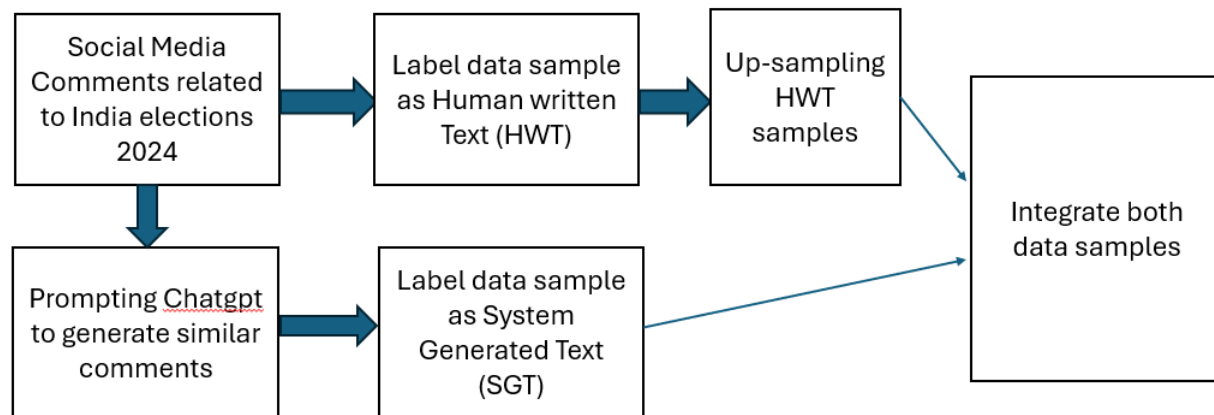 Social Media
Comments related
to India elections
2024
Label data sample
as Human written
Text (HWT)
Up-sampling
HWT
samples
Integrate both
data samples
Prompting Chatgpt
to generate similar
comments
Label data sample
as System
Generated Text
(SGT)